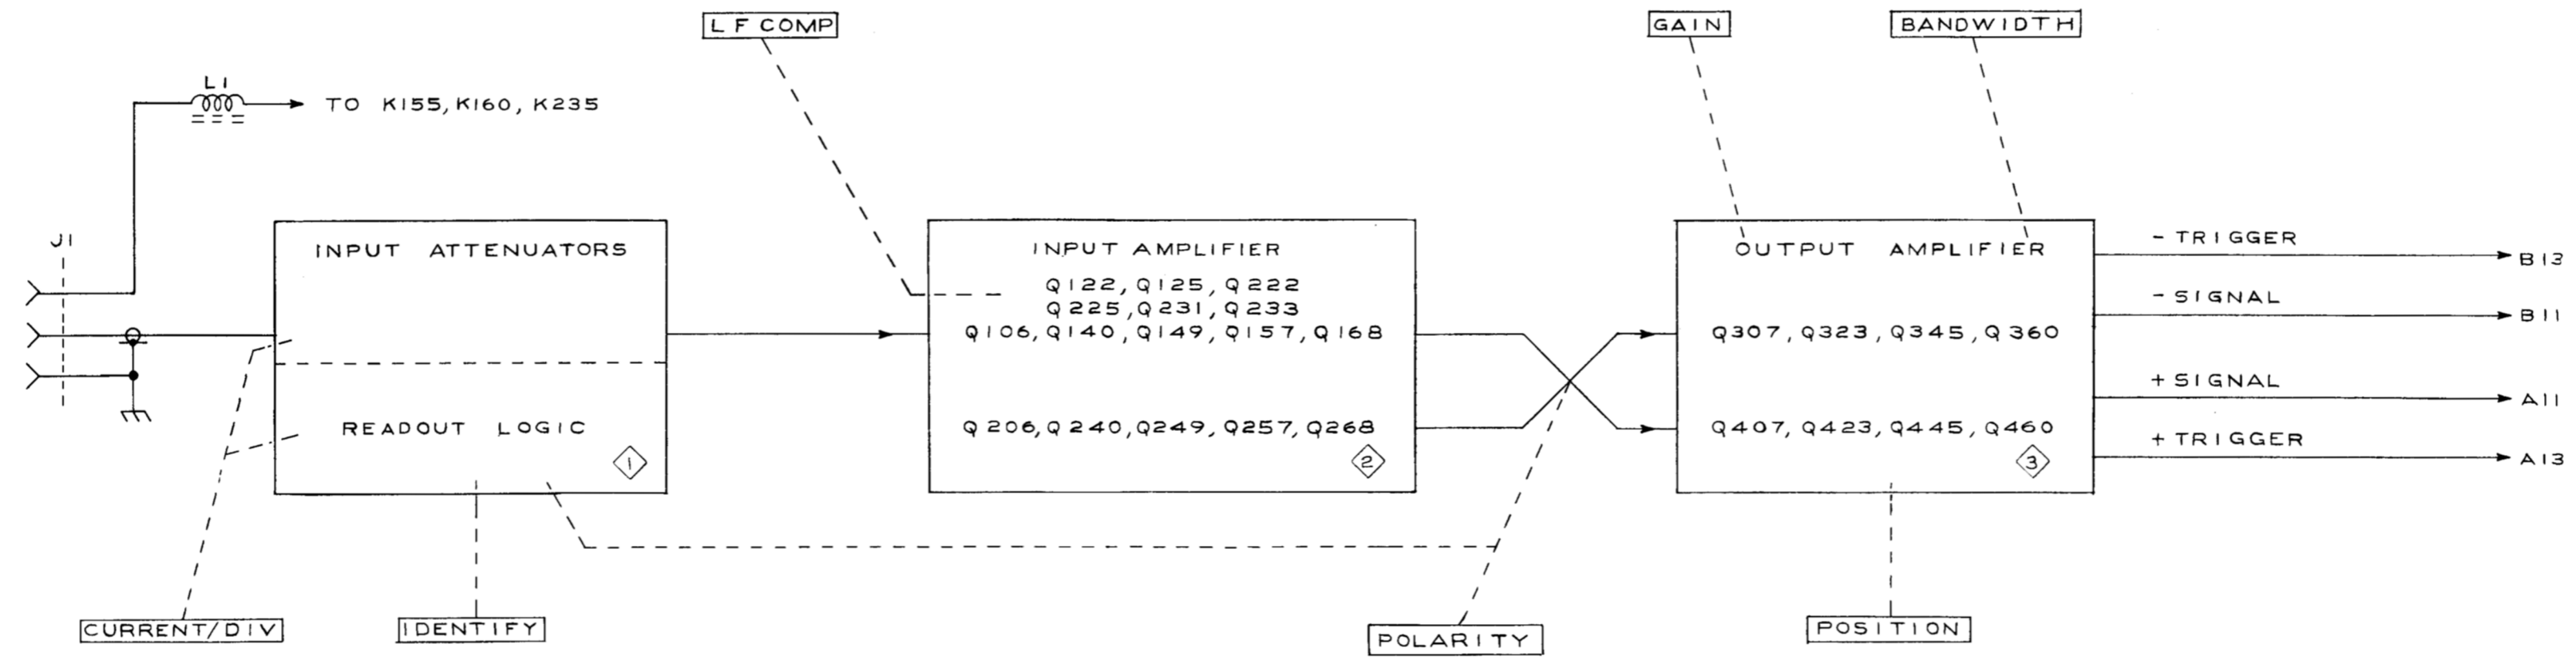 LF COMP
GAIN
BANDWIDTH
L1
TO K155, K160, K235
J1
INPUT ATTENUATORS
READOUT LOGIC
1
INPUT AMPLIFIER
Q122, Q125, Q222
Q225, Q231, Q233
Q106, Q140, Q149, Q157, Q168
Q206, Q240, Q249, Q257, Q268
2
OUTPUT AMPLIFIER
Q307, Q323, Q345, Q360
Q407, Q423, Q445, Q460
3
- TRIGGER
B13
- SIGNAL
B11
+ SIGNAL
A11
+ TRIGGER
A13
CURRENT/DIV
IDENTIFY
POLARITY
POSITION